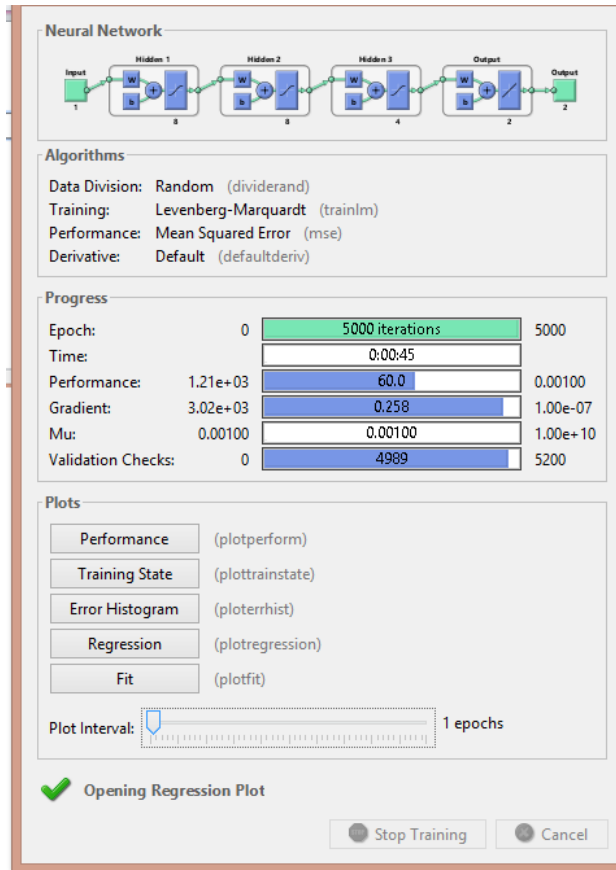 Neural Network
Hidden 1 Hidden 2 Hidden 3 Output
Input Output
W W W W
b b b b
+ + + +
1 8 8 4 2 2
Algorithms
Data Division: Random (dividerand)
Training: Levenberg-Marquardt (trainlm)
Performance: Mean Squared Error (mse)
Derivative: Default (defaultderiv)
Progress
Epoch: 0 5000 iterations 5000
Time: 0:00:45
Performance: 1.21e+03 60.0 0.00100
Gradient: 3.02e+03 0.258 1.00e-07
Mu: 0.00100 0.00100 1.00e+10
Validation Checks: 0 4989 5200
Plots
Performance (plotperform)
Training State (plottrainstate)
Error Histogram (ploterrhist)
Regression (plotregression)
Fit (plotfit)
Plot Interval: 1 epochs
Opening Regression Plot
Stop Training Cancel